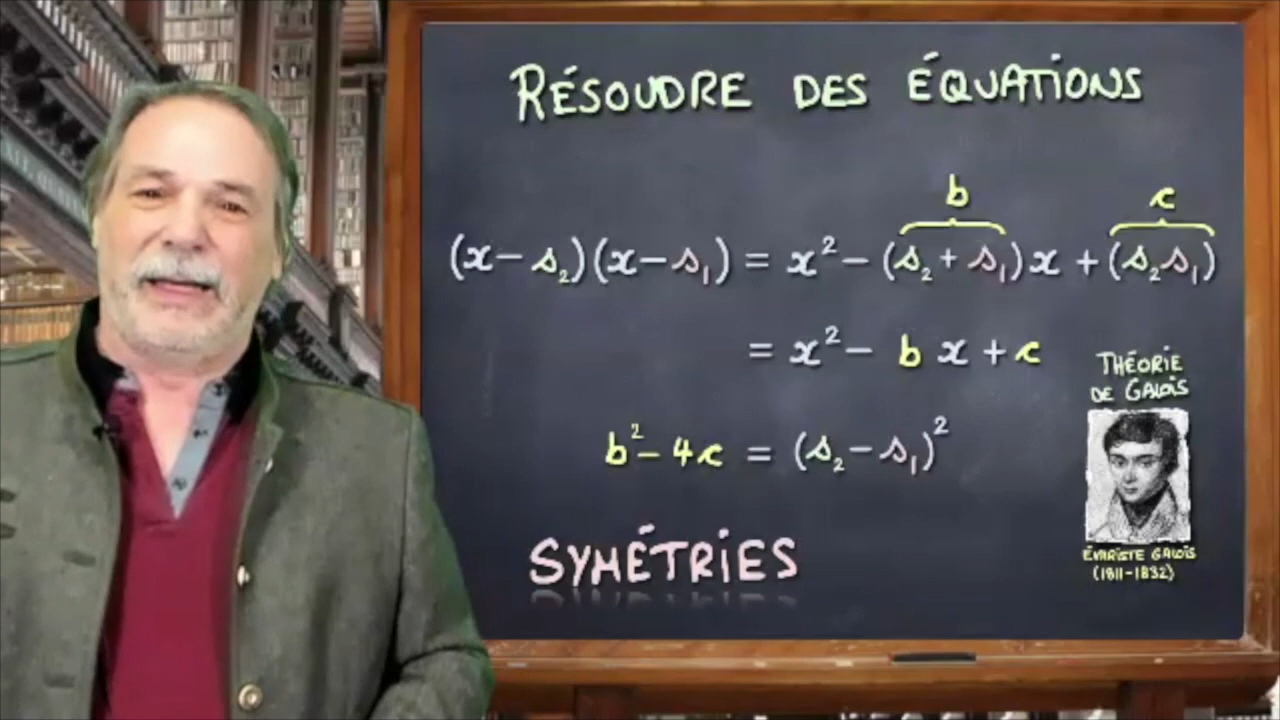 RÉSOUDRE DES ÉQUATIONS
b c
(x-s₂)(x-s₁) = x²-(s₂+s₁)x+(s₂s₁)
= x²- b x+c
THÉORIE
DE GALOIS
b²-4c = (s₂-s₁)²
SYMÉTRIES
ÉVARISTE GALOIS
(1811-1832)